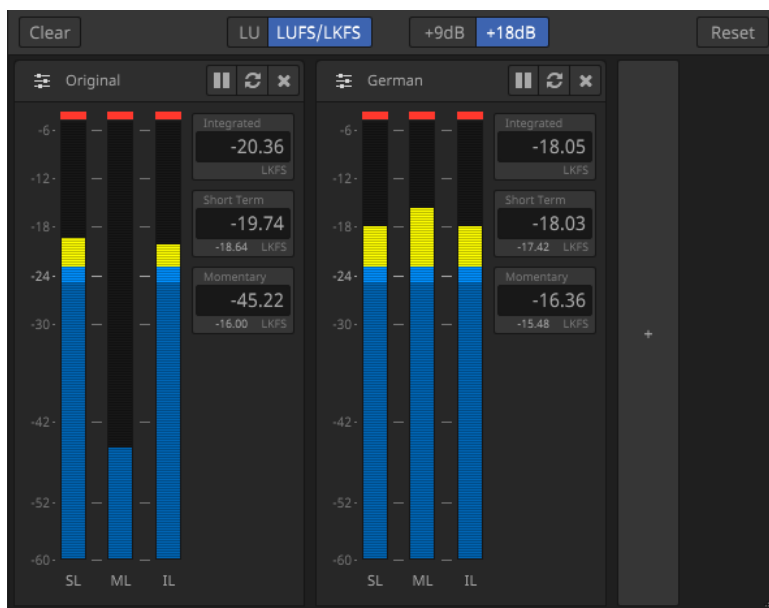 Clear LU LUFS/LKFS +9dB +18dB Reset
Original
-6-
-12-
-18-
-24-
-30-
-42-
-52-
-60-
SL ML IL
Integrated
-20.36
LKFS
Short Term
-19.74
-18.64 LKFS
Momentary
-45.22
-16.00 LKFS
German
-6-
-12-
-18-
-24-
-30-
-42-
-52-
-60-
SL ML IL
Integrated
-18.05
LKFS
Short Term
-18.03
-17.42 LKFS
Momentary
-16.36
-15.48 LKFS
+